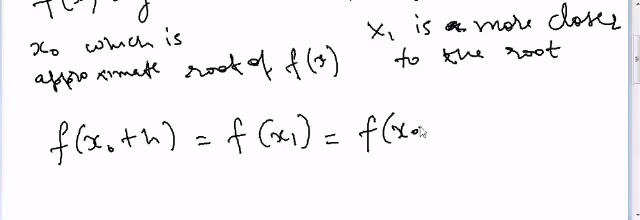 f(x)
x₀ which is
approximate root of f(x)
x₁ is a more closer
to the root
f(x₀+h) = f(x₁) = f(x₀